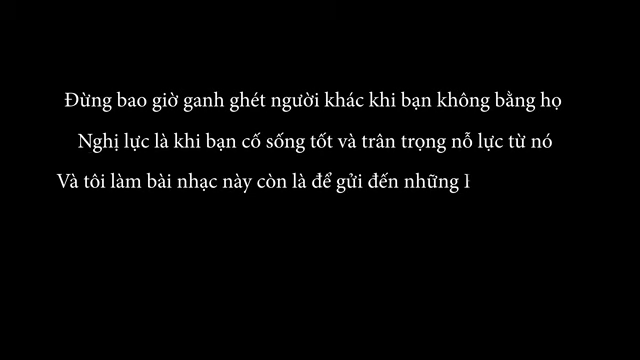 Đừng bao giờ ganh ghét người khác khi bạn không bằng họ
Nghị lực là khi bạn cố sống tốt và trân trọng nỗ lực từ nó
Và tôi làm bài nhạc này còn là để gửi đến những